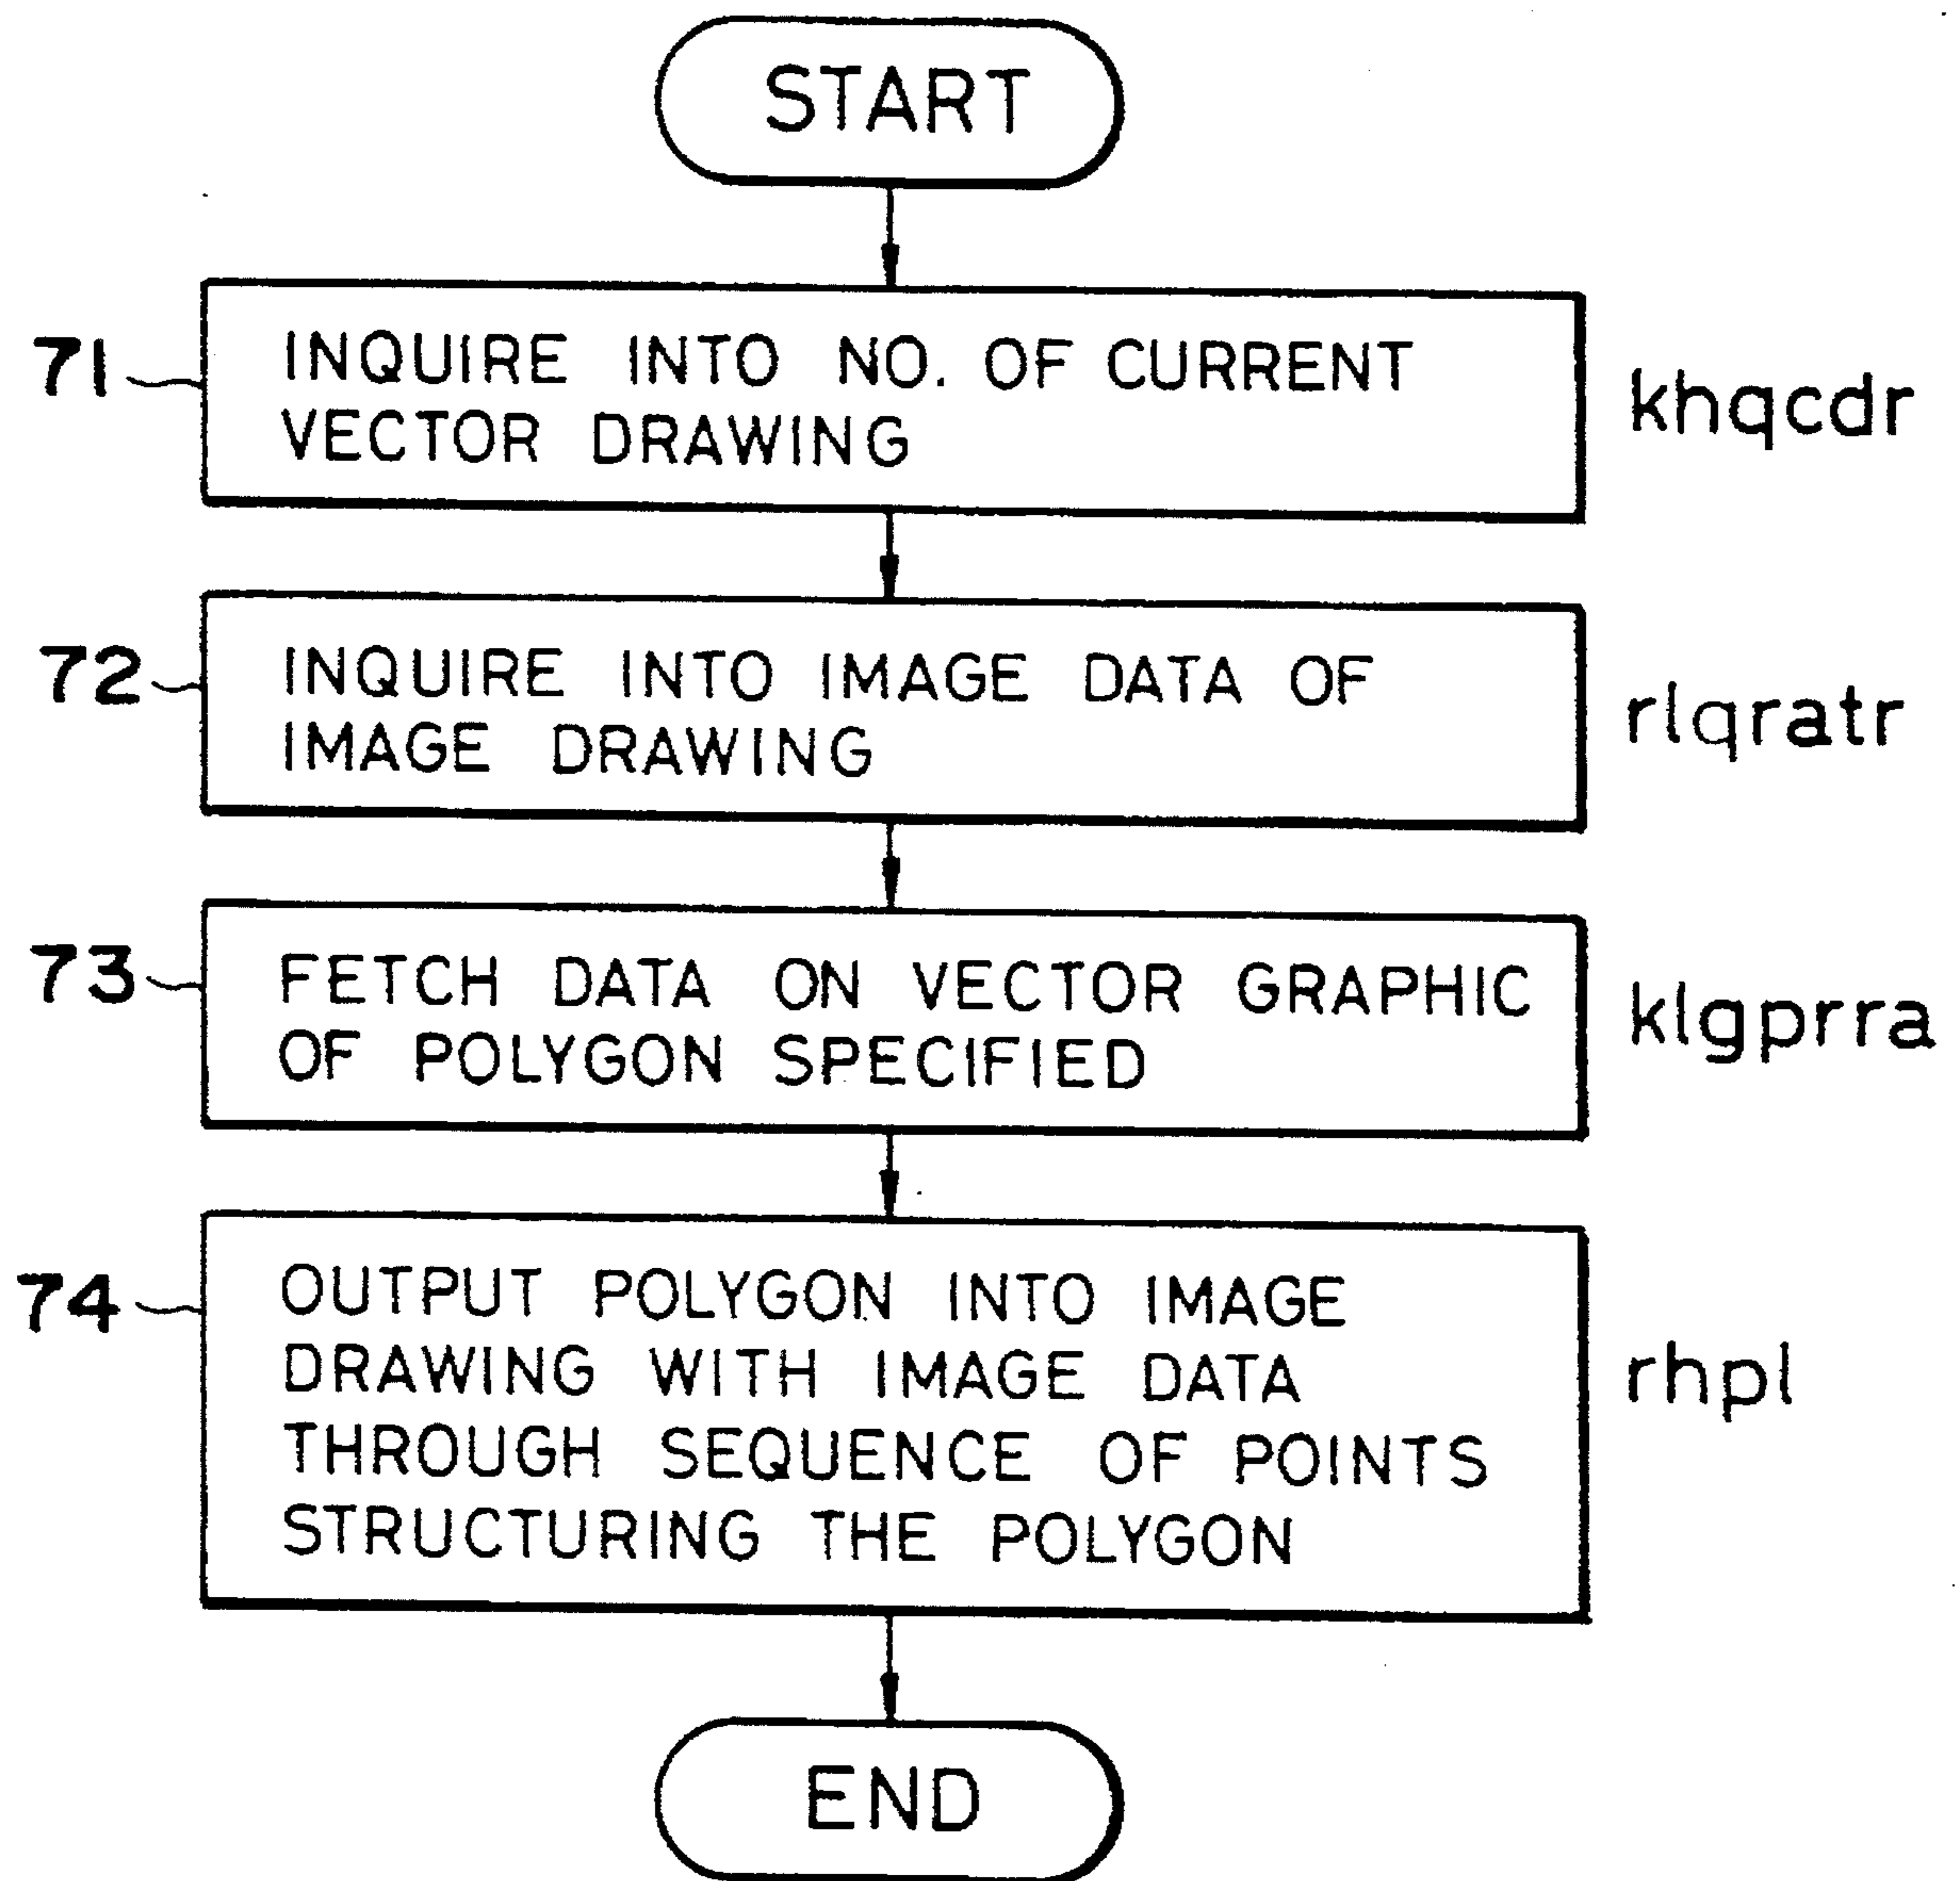 START
71
INQUIRE INTO NO. OF CURRENT
VECTOR DRAWING
khqcdr
72
INQUIRE INTO IMAGE DATA OF
IMAGE DRAWING
rlqratr
73
FETCH DATA ON VECTOR GRAPHIC
OF POLYGON SPECIFIED
klgprra
74
OUTPUT POLYGON INTO IMAGE
DRAWING WITH IMAGE DATA
THROUGH SEQUENCE OF POINTS
STRUCTURING THE POLYGON
rhpl
END